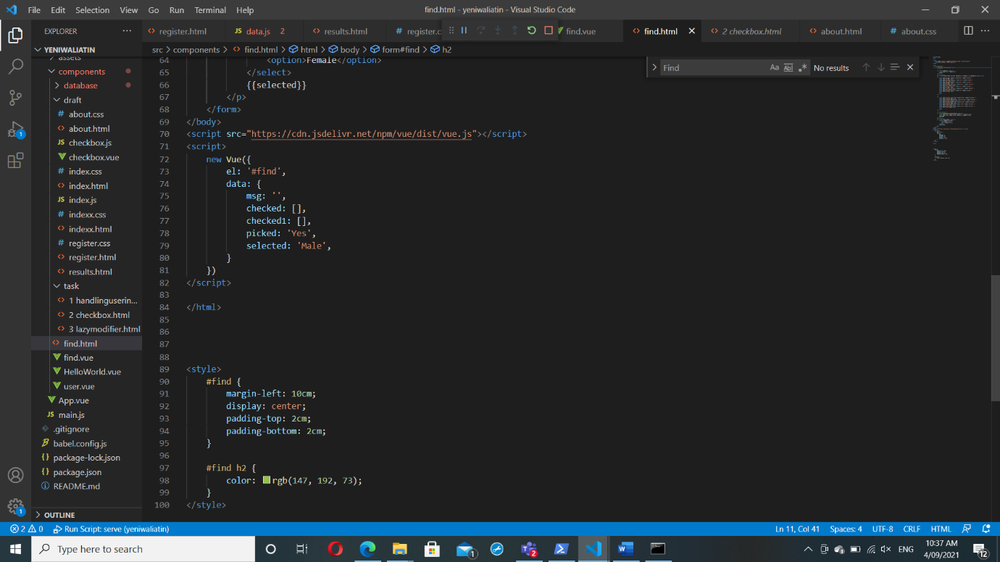 File Edit Selection View Go Run Terminal Help find.html - yeniwaliatin - Visual Studio Code
EXPLORER
register.html JS data.js 2 results.html # register.c find.vue find.html 2 checkbox.html about.html # about.css
YENIWALIATIN
src > components > find.html > html > body > form#find > h2
assets
components
database
draft
# about.css
about.html
JS checkbox.js
checkbox.vue
# index.css
index.html
JS index.js
# indexx.css
indexx.html
# register.css
register.html
results.html
task
1 handlinguserin...
2 checkbox.html
3 lazymodifier.html
find.html
find.vue
HelloWorld.vue
user.vue
App.vue
JS main.js
.gitignore
babel.config.js
{} package-lock.json
{} package.json
README.md
OUTLINE
Find Aa Ab .* No results
64 <option>Female</option>
65 </select>
66 {{selected}}
67 </p>
68 </form>
69 </body>
70 <script src="https://cdn.jsdelivr.net/npm/vue/dist/vue.js"></script>
71 <script>
72 new Vue({
73 el: '#find',
74 data: {
75 msg: '',
76 checked: [],
77 checked1: [],
78 picked: 'Yes',
79 selected: 'Male',
80 }
81 })
82 </script>
83
84 </html>
85
86
87
88
89 <style>
90 #find {
91 margin-left: 10cm;
92 display: center;
93 padding-top: 2cm;
94 padding-bottom: 2cm;
95 }
96
97 #find h2 {
98 color: rgb(147, 192, 73);
99 }
100 </style>
1
1
2 0 Run Script: serve (yeniwaliatin) Ln 11, Col 41 Spaces: 4 UTF-8 CRLF HTML
Type here to search 1 2 ENG 10:37 AM
4/09/2021 12